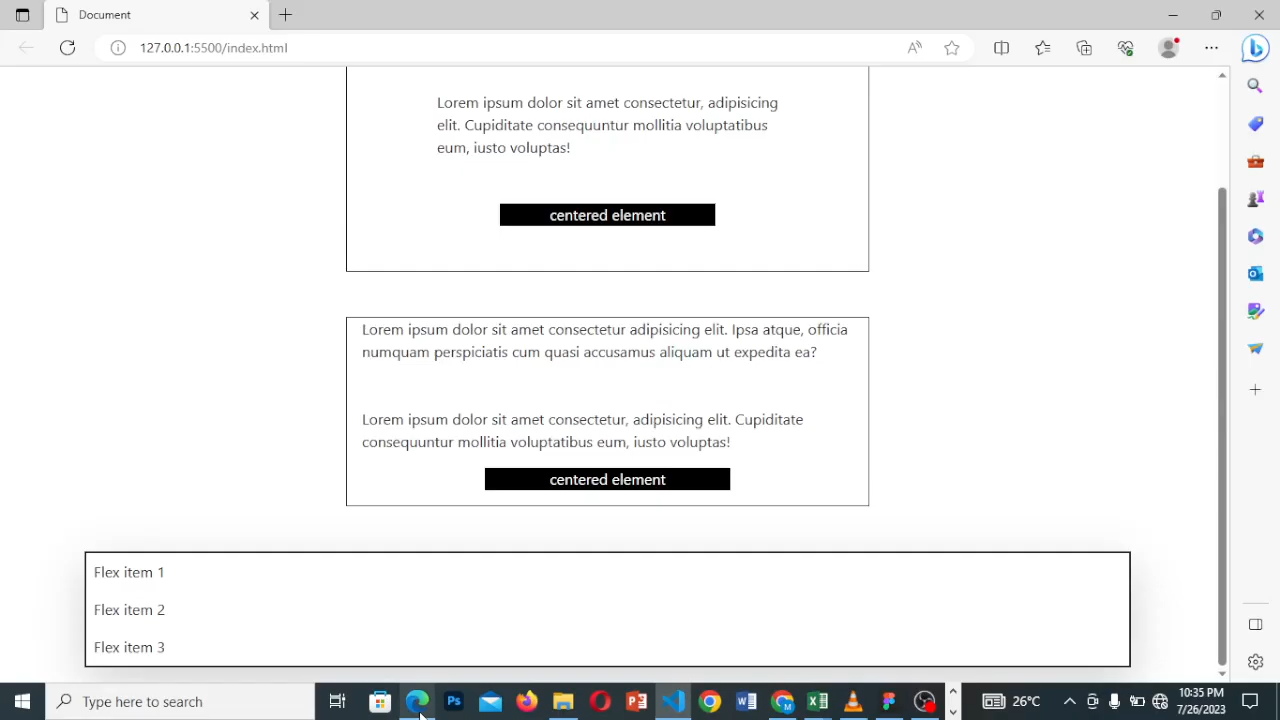 Document
127.0.0.1:5500/index.html
Lorem ipsum dolor sit amet consectetur, adipisicing
elit. Cupiditate consequuntur mollitia voluptatibus
eum, iusto voluptas!
centered element
Lorem ipsum dolor sit amet consectetur adipisicing elit. Ipsa atque, officia
numquam perspiciatis cum quasi accusamus aliquam ut expedita ea?
Lorem ipsum dolor sit amet consectetur, adipisicing elit. Cupiditate
consequuntur mollitia voluptatibus eum, iusto voluptas!
centered element
Flex item 1
Flex item 2
Flex item 3
Type here to search
26°C
10:35 PM
7/26/2023